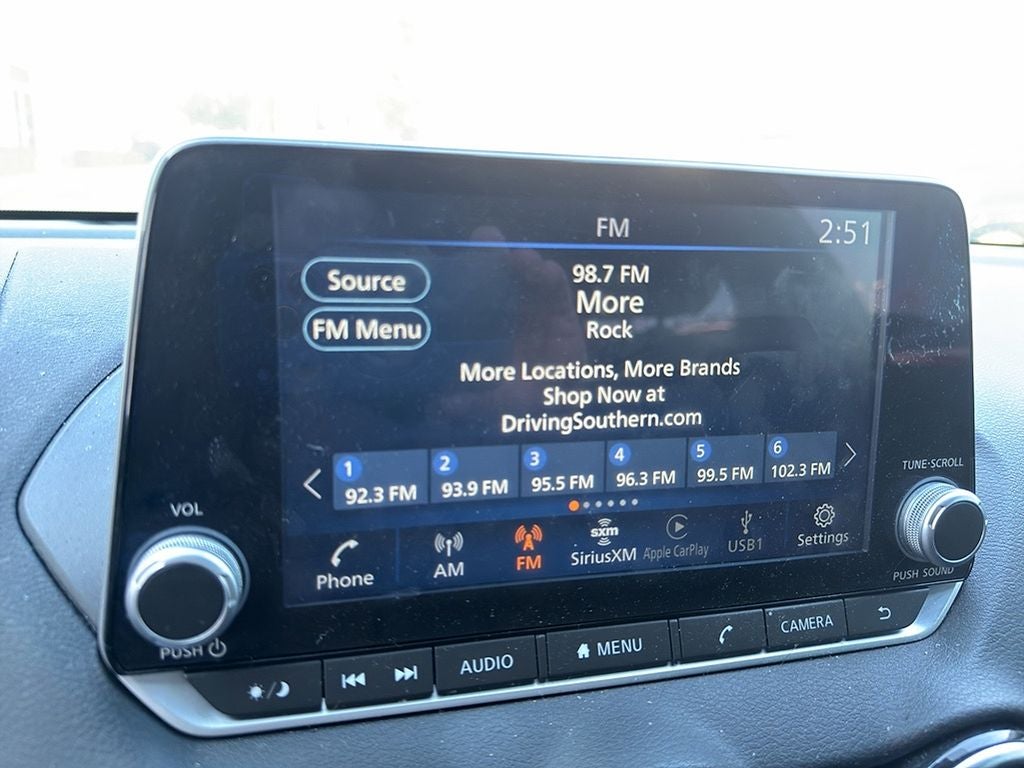 FM
2:51
Source
98.7 FM
More
FM Menu
Rock
More Locations, More Brands
Shop Now at
DrivingSouthern.com
1
92.3 FM
2
93.9 FM
3
95.5 FM
4
96.3 FM
5
99.5 FM
6
102.3 FM
Phone
AM
FM
sxm
SiriusXM
Apple CarPlay
USB1
Settings
VOL
PUSH
TUNE·SCROLL
PUSH SOUND
AUDIO
MENU
CAMERA